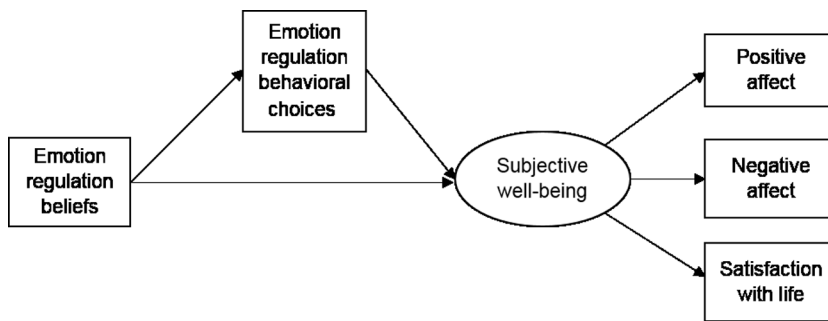 Emotion
regulation
behavioral
choices
Emotion
regulation
beliefs
Subjective
well-being
Positive
affect
Negative
affect
Satisfaction
with life